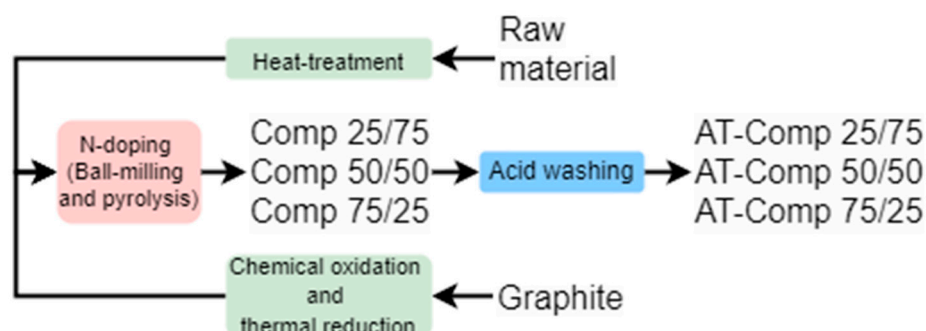 Raw
material
Heat-treatment
N-doping
(Ball-milling
and pyrolysis)
Comp 25/75
Comp 50/50
Comp 75/25
Acid washing
AT-Comp 25/75
AT-Comp 50/50
AT-Comp 75/25
Chemical oxidation
and
thermal reduction
Graphite